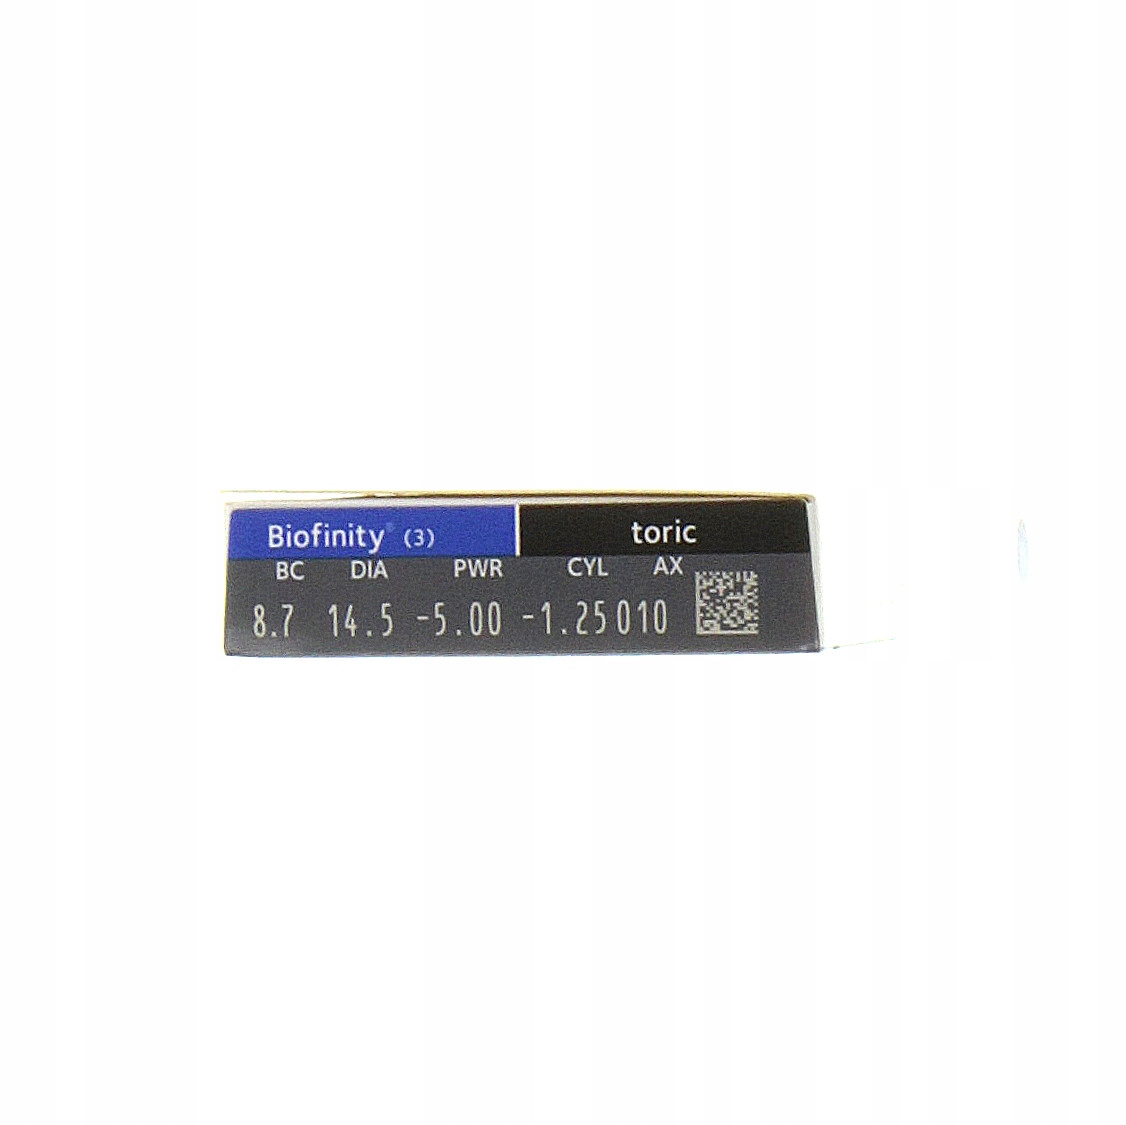 Biofinity® (3) toric
BC DIA PWR CYL AX
8.7 14.5 -5.00 -1.25 010